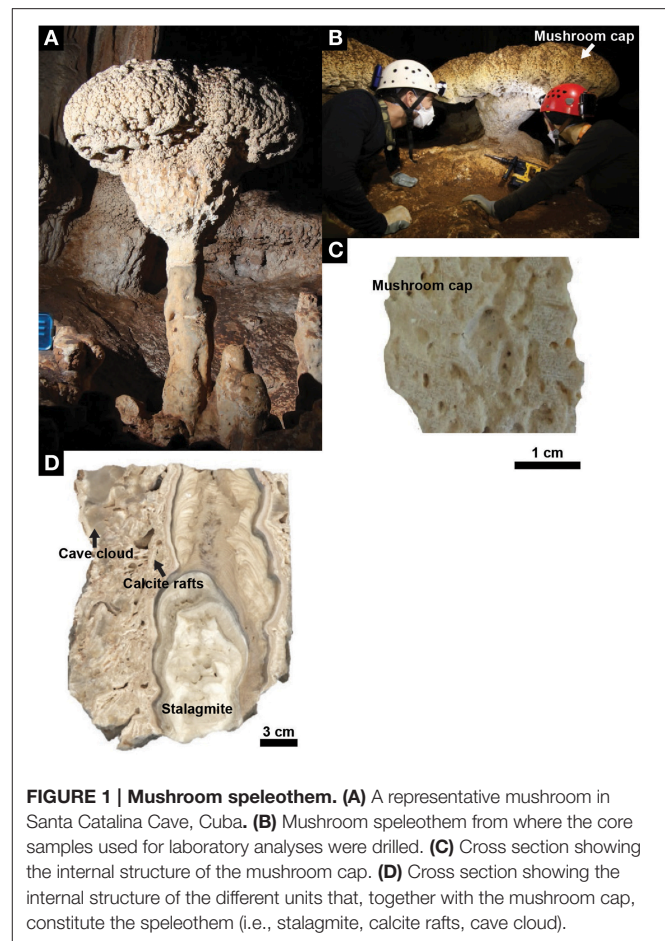 A
B
Mushroom cap
C
Mushroom cap
1 cm
D
Cave cloud
Calcite rafts
Stalagmite
3 cm
FIGURE 1 | Mushroom speleothem. (A) A representative mushroom in
Santa Catalina Cave, Cuba. (B) Mushroom speleothem from where the core
samples used for laboratory analyses were drilled. (C) Cross section showing
the internal structure of the mushroom cap. (D) Cross section showing the
internal structure of the different units that, together with the mushroom cap,
constitute the speleothem (i.e., stalagmite, calcite rafts, cave cloud).